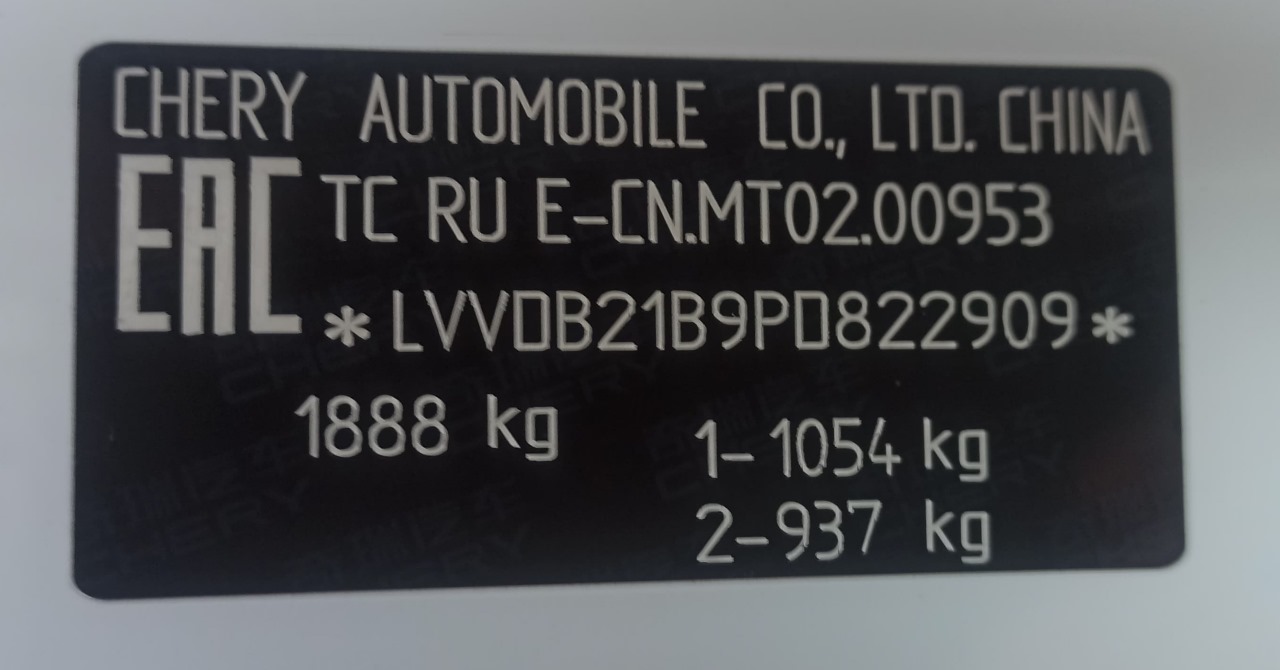 CHERY AUTOMOBILE CO., LTD. CHINA
EAC TC RU E-CN.MT02.00953
*LVVDB21B9PD822909*
1888 kg
1-1054 kg
2-937 kg